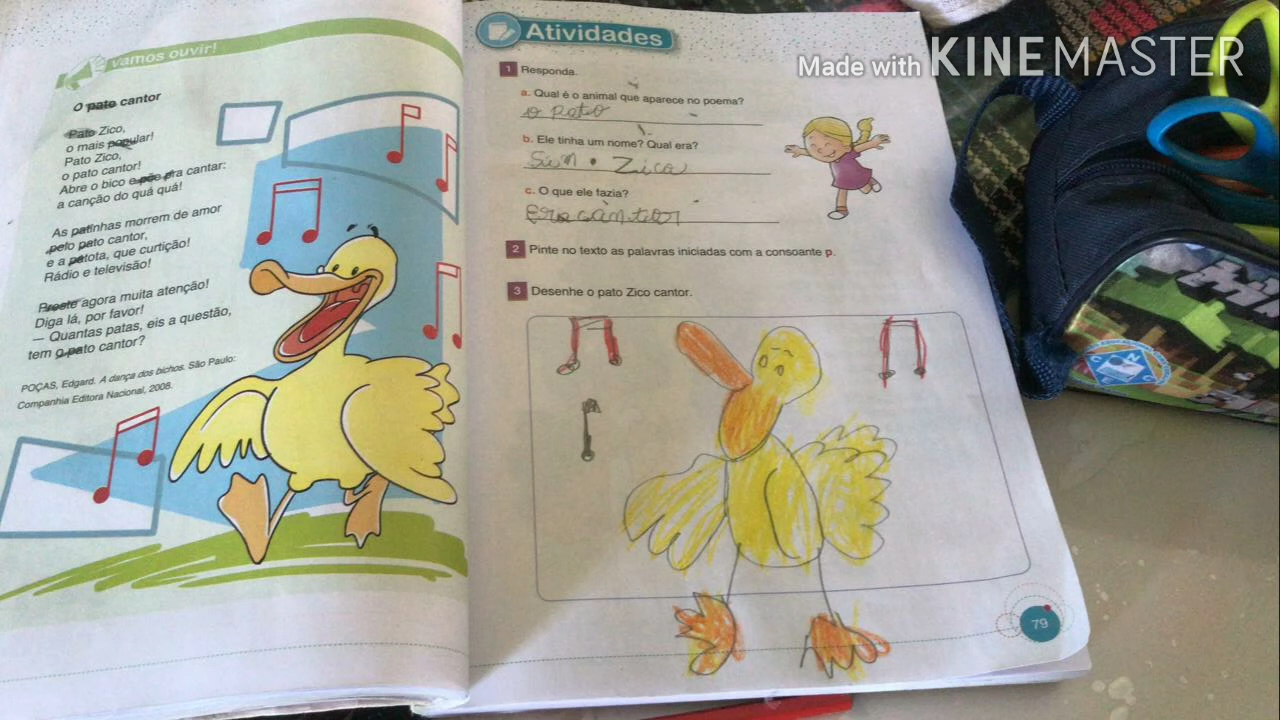 vamos ouvir!
O pato cantor
Pato Zico,
o mais popular!
Pato Zico,
o pato cantor!
Abre o bico e põe pra cantar:
a canção do quá quá!
As patinhas morrem de amor
pelo pato cantor,
e a patota, que curtição!
Rádio e televisão!
Preste agora muita atenção!
Diga lá, por favor!
— Quantas patas, eis a questão,
tem o pato cantor?
POÇAS, Edgard. A dança dos bichos. São Paulo:
Companhia Editora Nacional, 2008.
Atividades
1 Responda.
a. Qual é o animal que aparece no poema?
o pato
b. Ele tinha um nome? Qual era?
Sim • Zico
c. O que ele fazia?
era cantor
2 Pinte no texto as palavras iniciadas com a consoante p.
3 Desenhe o pato Zico cantor.
79
Made with KINEMASTER